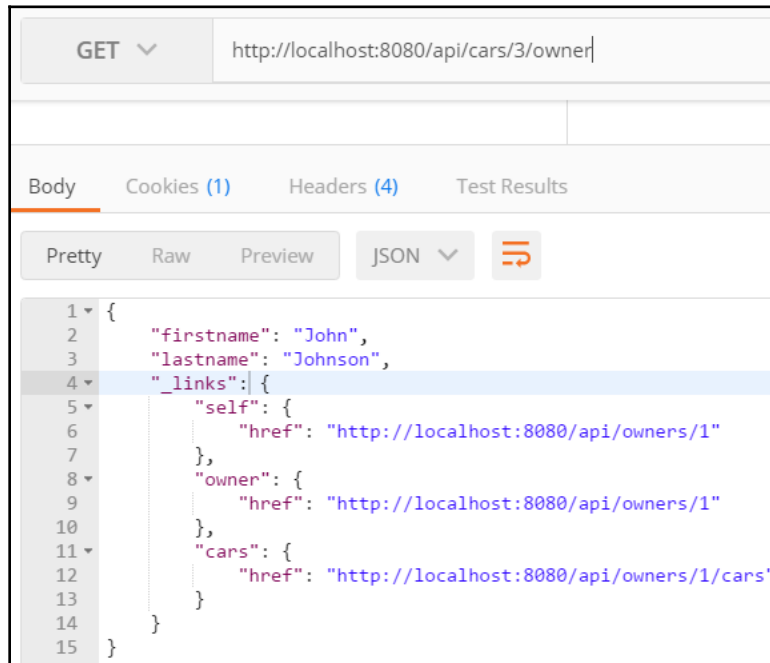 GET http://localhost:8080/api/cars/3/owner
Body Cookies (1) Headers (4) Test Results
Pretty Raw Preview JSON
1 {
2 "firstname": "John",
3 "lastname": "Johnson",
4 "_links": {
5 "self": {
6 "href": "http://localhost:8080/api/owners/1"
7 },
8 "owner": {
9 "href": "http://localhost:8080/api/owners/1"
10 },
11 "cars": {
12 "href": "http://localhost:8080/api/owners/1/cars"
13 }
14 }
15 }